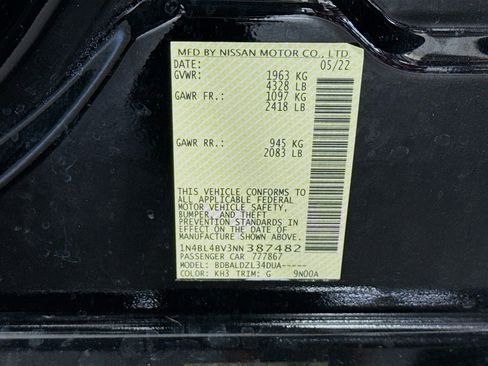 MFD BY NISSAN MOTOR CO., LTD.
DATE: 05/22
GVWR: 1963 KG
4328 LB
GAWR FR.: 1097 KG
2418 LB
GAWR RR.: 945 KG
2083 LB
THIS VEHICLE CONFORMS TO
ALL APPLICABLE FEDERAL
MOTOR VEHICLE SAFETY,
BUMPER, AND THEFT
PREVENTION STANDARDS IN
EFFECT ON THE DATE OF
MANUFACTURE SHOWN ABOVE.
1N4BL4BV3NN387482
PASSENGER CAR 777867
MODEL: BDBALDZL34DUA-----
COLOR: KH3 TRIM: G 9N00A